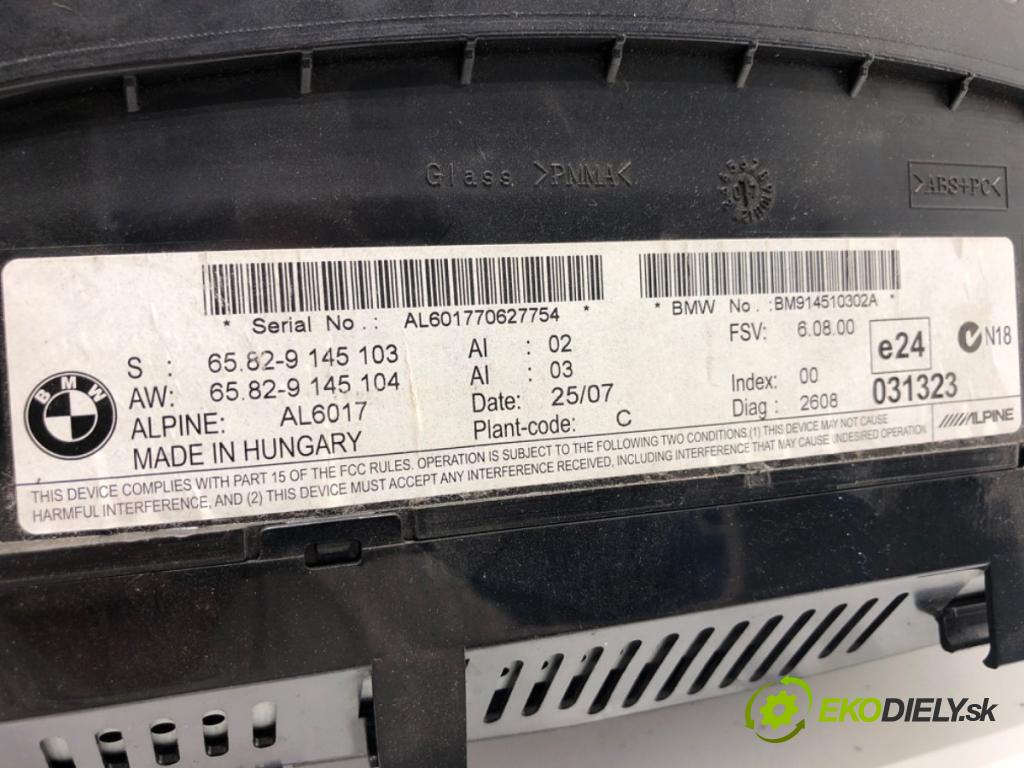 Glass >PMMA<
>ABS+PC<
* Serial No.: AL601770627754 *
* BMW No.: BM914510302A *
S : 65.82-9 145 103
AW: 65.82-9 145 104
ALPINE: AL6017
MADE IN HUNGARY
AI : 02
AI : 03
Date: 25/07
Plant-code: C
FSV: 6.08.00
Index: 00
Diag: 2608
e24
031323
N18
BMW
ALPINE
THIS DEVICE COMPLIES WITH PART 15 OF THE FCC RULES. OPERATION IS SUBJECT TO THE FOLLOWING TWO CONDITIONS,(1) THIS DEVICE MAY NOT CAUSE
HARMFUL INTERFERENCE, AND (2) THIS DEVICE MUST ACCEPT ANY INTERFERENCE RECEIVED, INCLUDING INTERFERENCE THAT MAY CAUSE UNDESIRED OPERATION.
EKODIELY.sk